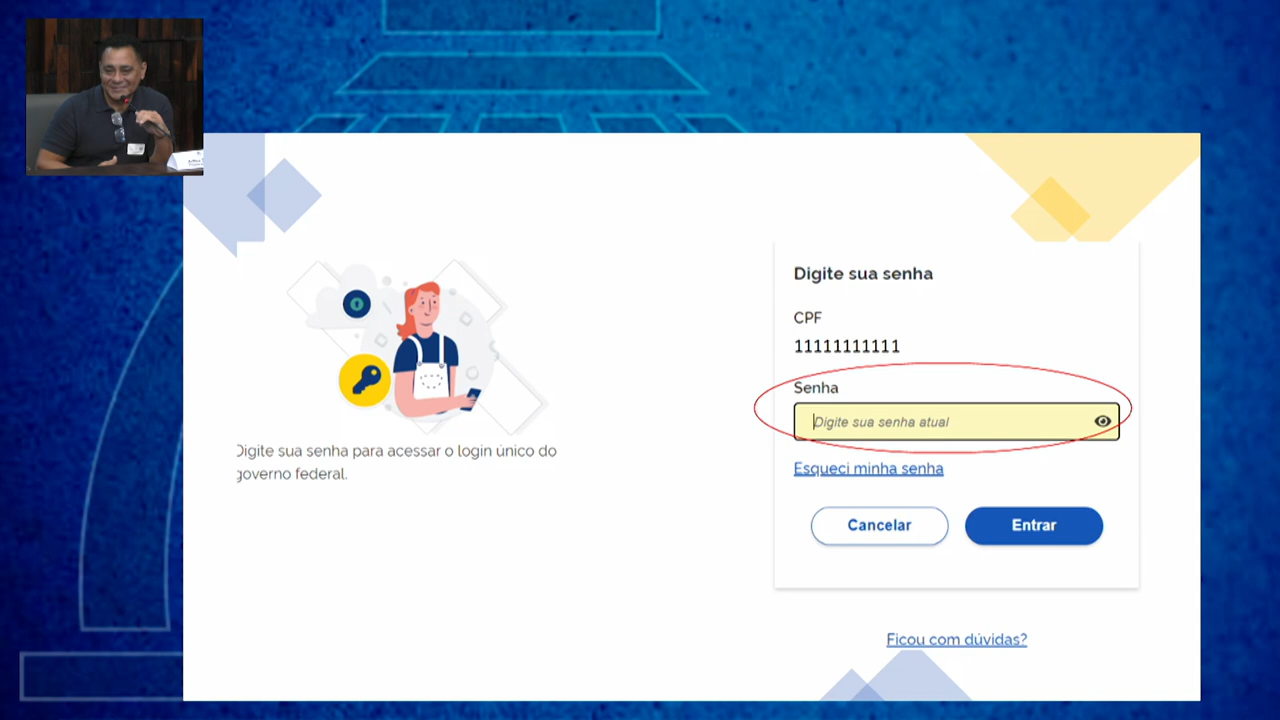 Digite sua senha
CPF
11111111111
Senha
Digite sua senha atual
Esqueci minha senha
Cancelar
Entrar
Digite sua senha para acessar o login único do
governo federal.
Ficou com dúvidas?